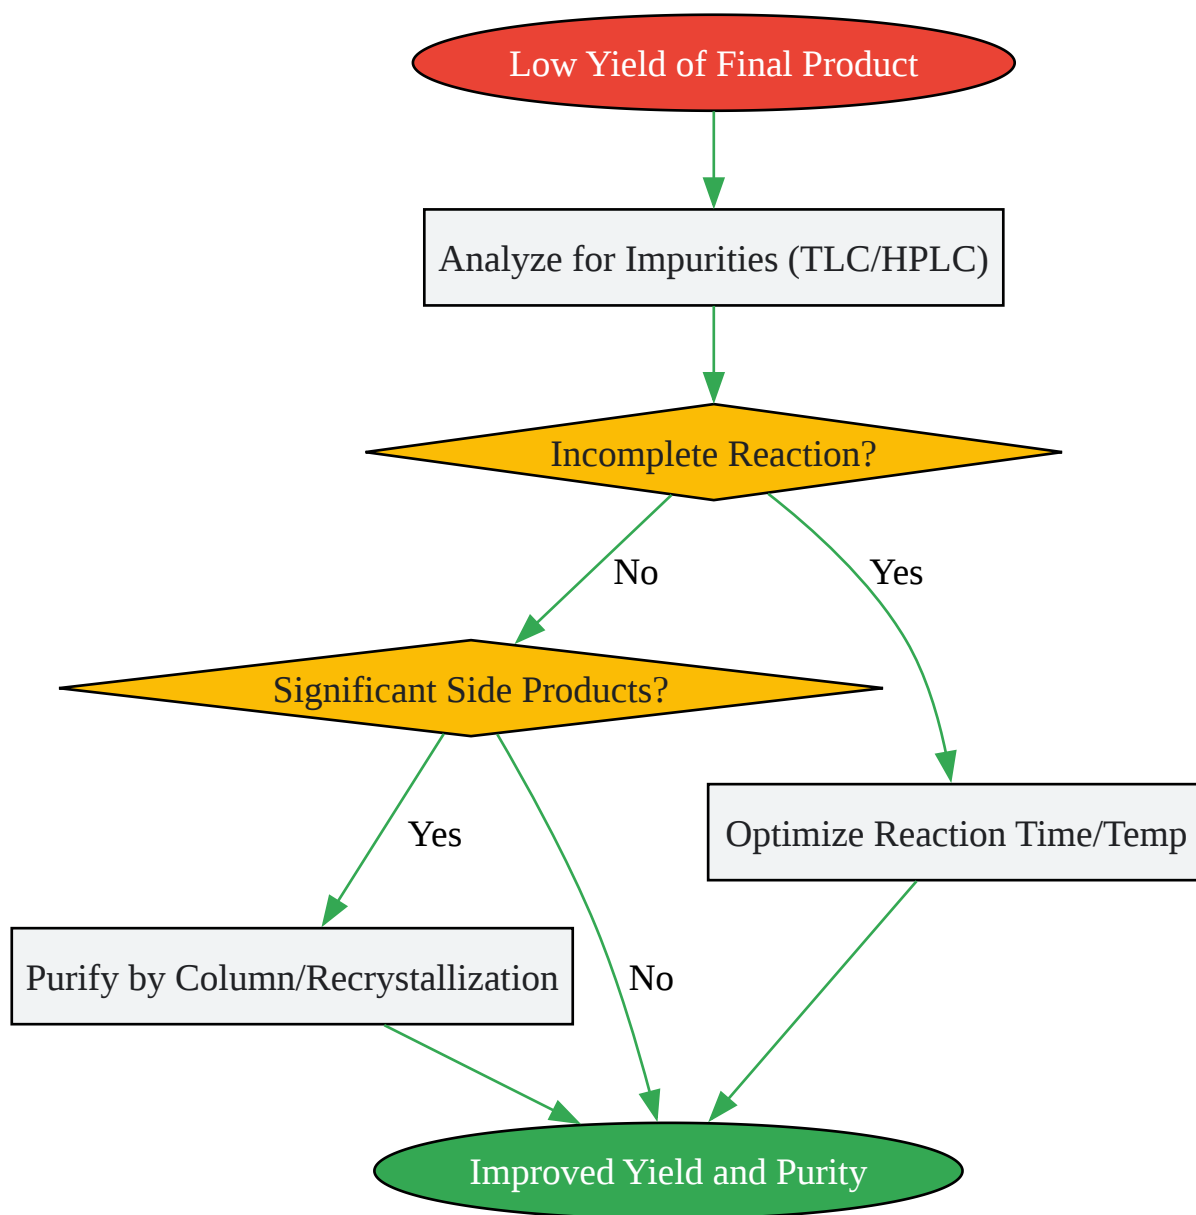 Low Yield of Final Product
Analyze for Impurities (TLC/HPLC)
Incomplete Reaction?
No
Yes
Significant Side Products?
Yes
Optimize Reaction Time/Temp
Purify by Column/Recrystallization
No
Improved Yield and Purity